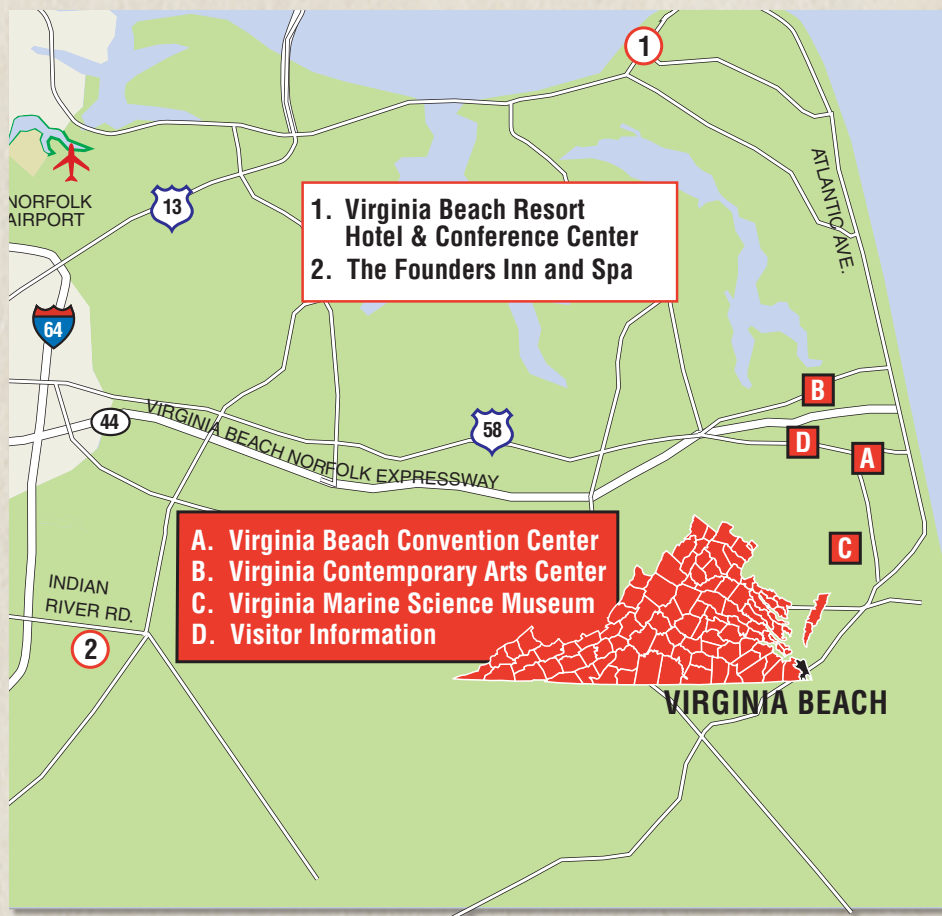 1
ATLANTIC AVE.
NORFOLK
AIRPORT
13
1. Virginia Beach Resort
Hotel & Conference Center
2. The Founders Inn and Spa
64
B
44
VIRGINIA BEACH NORFOLK EXPRESSWAY
58
D
A
C
A. Virginia Beach Convention Center
B. Virginia Contemporary Arts Center
C. Virginia Marine Science Museum
D. Visitor Information
INDIAN
RIVER RD.
2
VIRGINIA BEACH